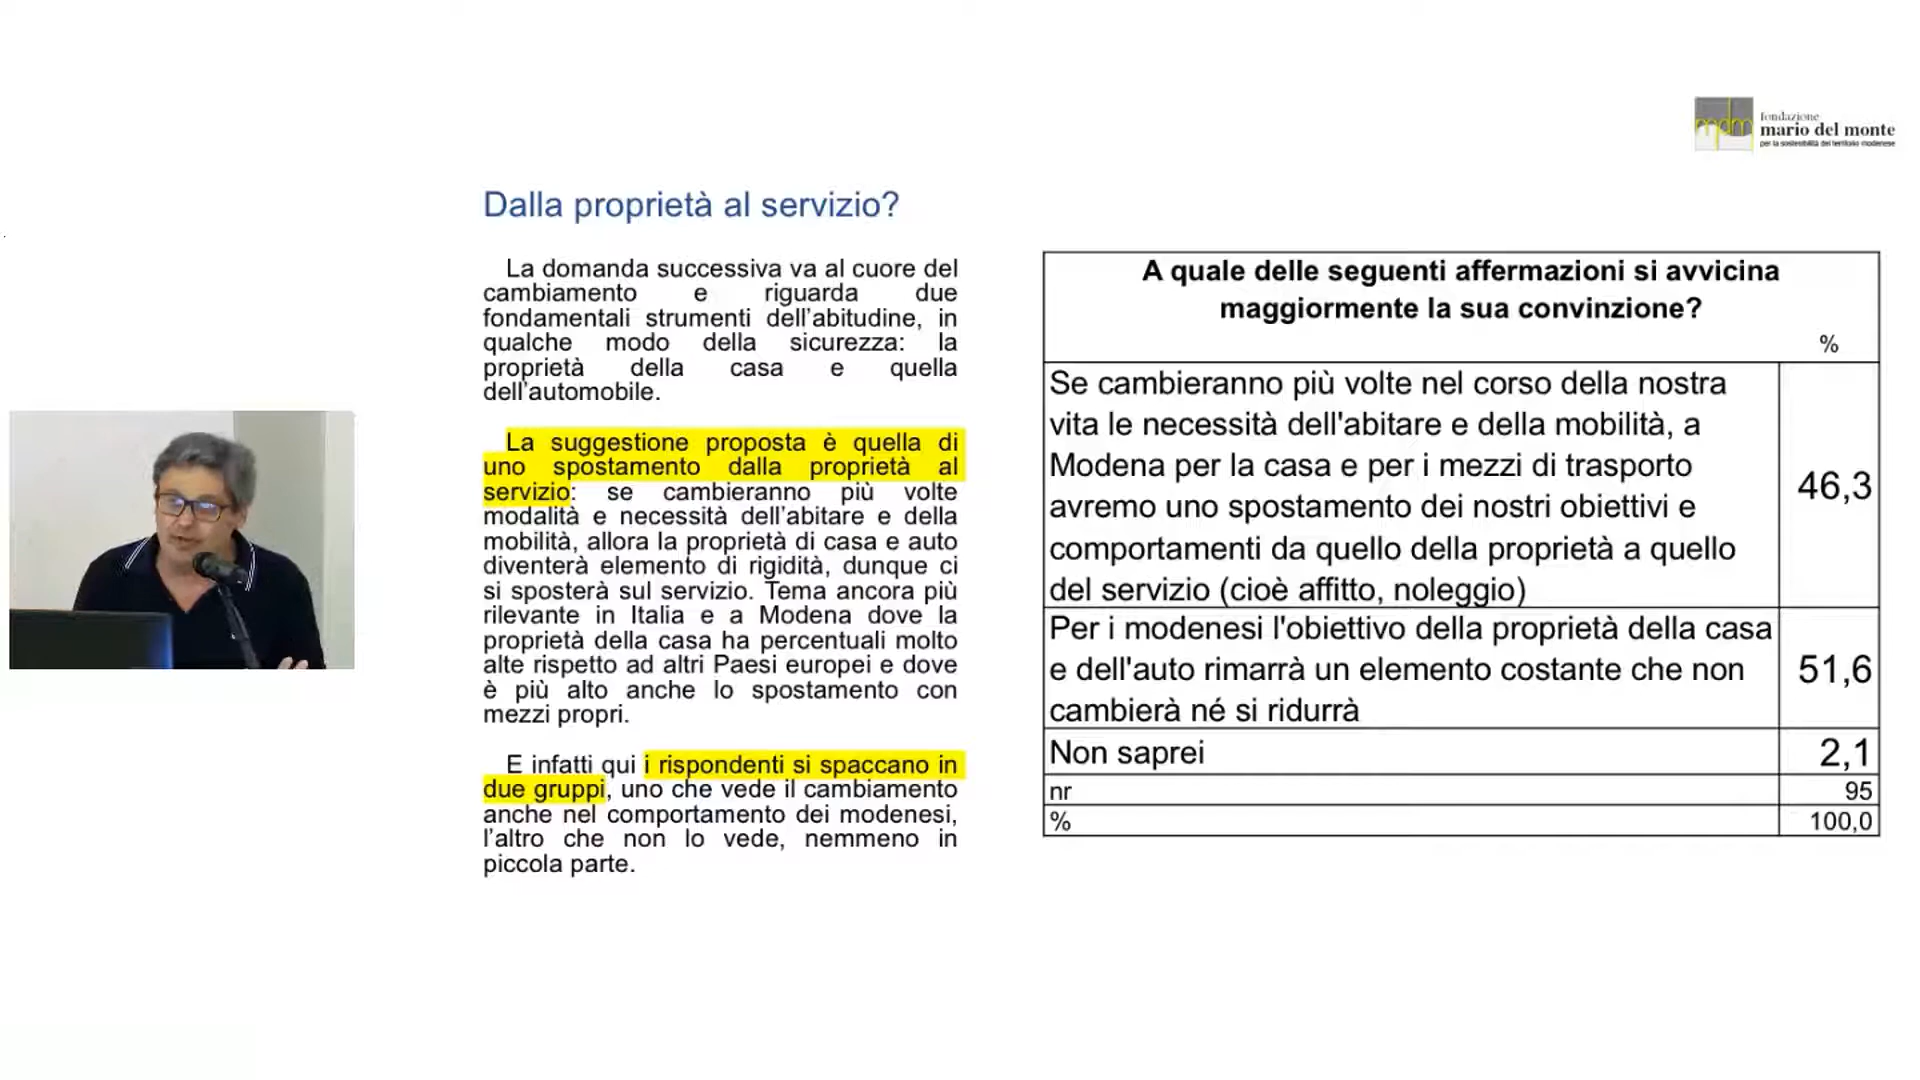 fondazione
mario del monte
per la sostenibilità del territorio modenese
Dalla proprietà al servizio?
La domanda successiva va al cuore del
cambiamento e riguarda due
fondamentali strumenti dell'abitudine, in
qualche modo della sicurezza: la
proprietà della casa e quella
dell'automobile.
La suggestione proposta è quella di
uno spostamento dalla proprietà al
servizio: se cambieranno più volte
modalità e necessità dell'abitare e della
mobilità, allora la proprietà di casa e auto
diventerà elemento di rigidità, dunque ci
si sposterà sul servizio. Tema ancora più
rilevante in Italia e a Modena dove la
proprietà della casa ha percentuali molto
alte rispetto ad altri Paesi europei e dove
è più alto anche lo spostamento con
mezzi propri.
E infatti qui i rispondenti si spaccano in
due gruppi, uno che vede il cambiamento
anche nel comportamento dei modenesi,
l'altro che non lo vede, nemmeno in
piccola parte.
A quale delle seguenti affermazioni si avvicina
maggiormente la sua convinzione?
%
Se cambieranno più volte nel corso della nostra
vita le necessità dell'abitare e della mobilità, a
Modena per la casa e per i mezzi di trasporto
avremo uno spostamento dei nostri obiettivi e
comportamenti da quello della proprietà a quello
del servizio (cioè affitto, noleggio)
46,3
Per i modenesi l'obiettivo della proprietà della casa
e dell'auto rimarrà un elemento costante che non
cambierà né si ridurrà
51,6
Non saprei 2,1
nr 95
% 100,0